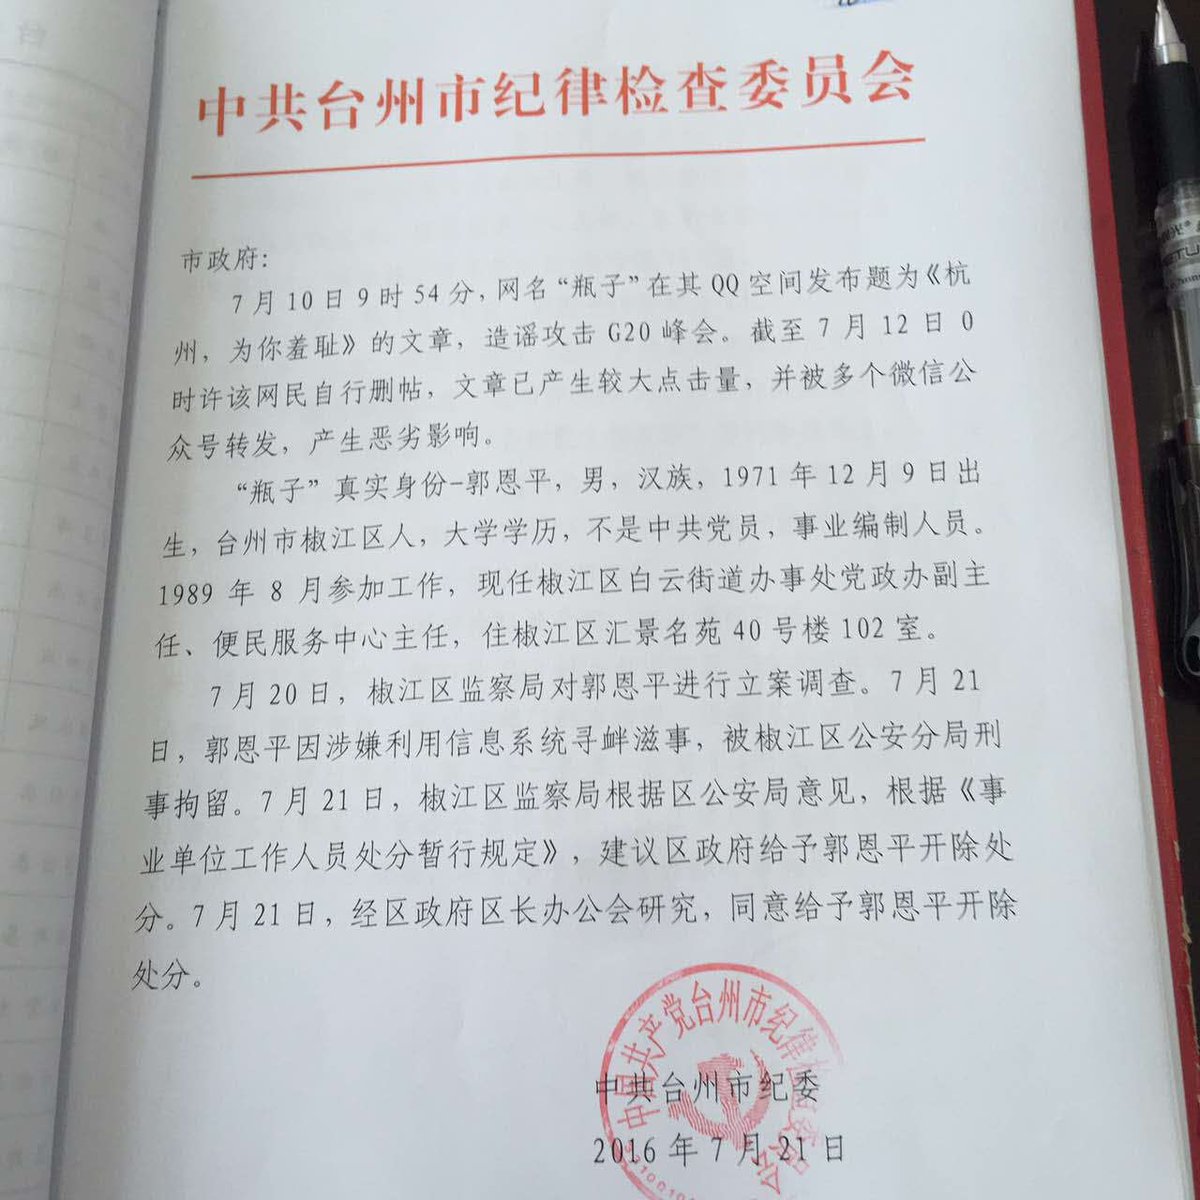 中共台州市纪律检查委员会
市政府：
7月10日9时54分，网名“瓶子”在其QQ空间发布题为《杭
州，为你羞耻》的文章，造谣攻击G20峰会。截至7月12日0
时许该网民自行删帖，文章已产生较大点击量，并被多个微信公
众号转发，产生恶劣影响。
“瓶子”真实身份-郭恩平，男，汉族，1971年12月9日出
生，台州市椒江区人，大学学历，不是中共党员，事业编制人员。
1989年8月参加工作，现任椒江区白云街道办事处党政办副主
任、便民服务中心主任，住椒江区汇景名苑40号楼102室。
7月20日，椒江区监察局对郭恩平进行立案调查。7月21
日，郭恩平因涉嫌利用信息系统寻衅滋事，被椒江区公安分局刑
事拘留。7月21日，椒江区监察局根据区公安局意见，根据《事
业单位工作人员处分暂行规定》，建议区政府给予郭恩平开除处
分。7月21日，经区政府区长办公会研究，同意给予郭恩平开除
处分。
中国共产党台州市纪律检查委员会
中共台州市纪委
2016年7月21日